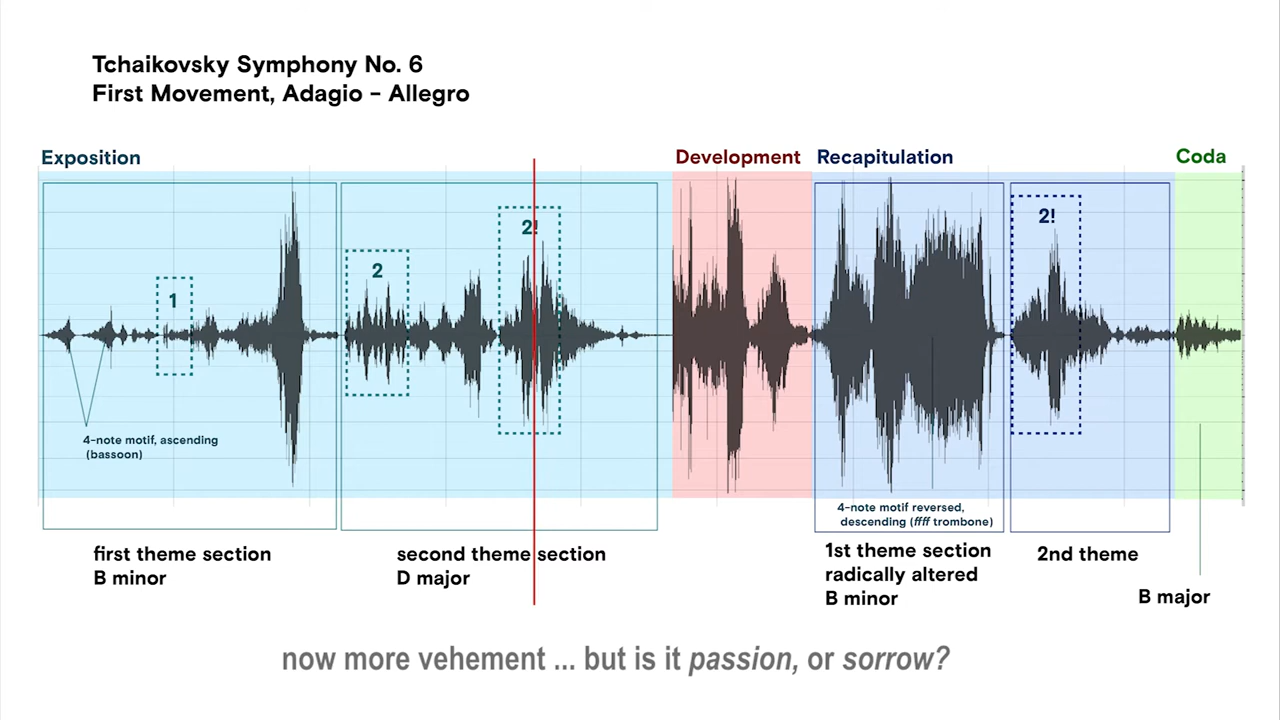 Tchaikovsky Symphony No. 6
First Movement, Adagio – Allegro
Exposition
Development
Recapitulation
Coda
1
2
2!
2!
4-note motif, ascending
(bassoon)
4-note motif reversed,
descending (ffff trombone)
first theme section
B minor
second theme section
D major
1st theme section
radically altered
B minor
2nd theme
B major
now more vehement ... but is it passion, or sorrow?